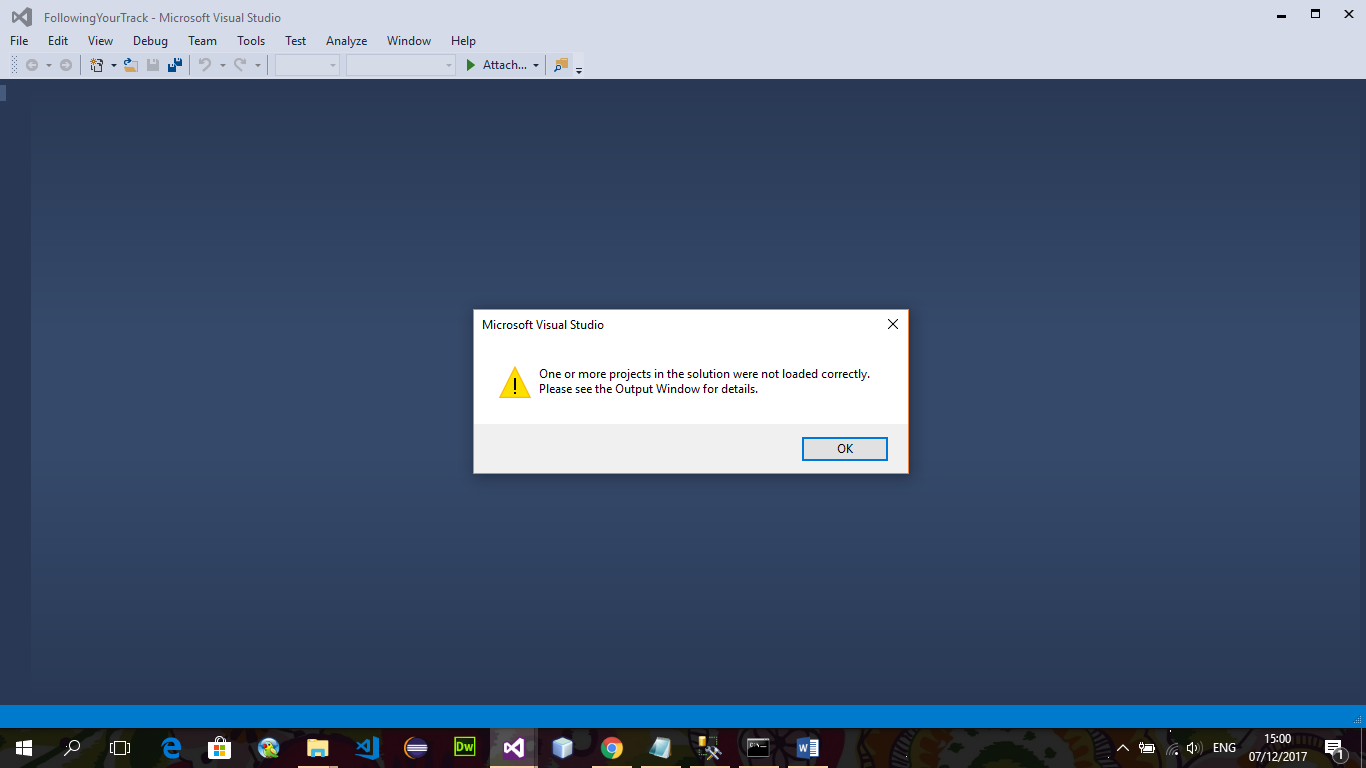 FollowingYourTrack - Microsoft Visual Studio
File Edit View Debug Team Tools Test Analyze Window Help
Attach...
Microsoft Visual Studio
One or more projects in the solution were not loaded correctly.
Please see the Output Window for details.
OK
Dw
C:\.
ENG
15:00
07/12/2017
1